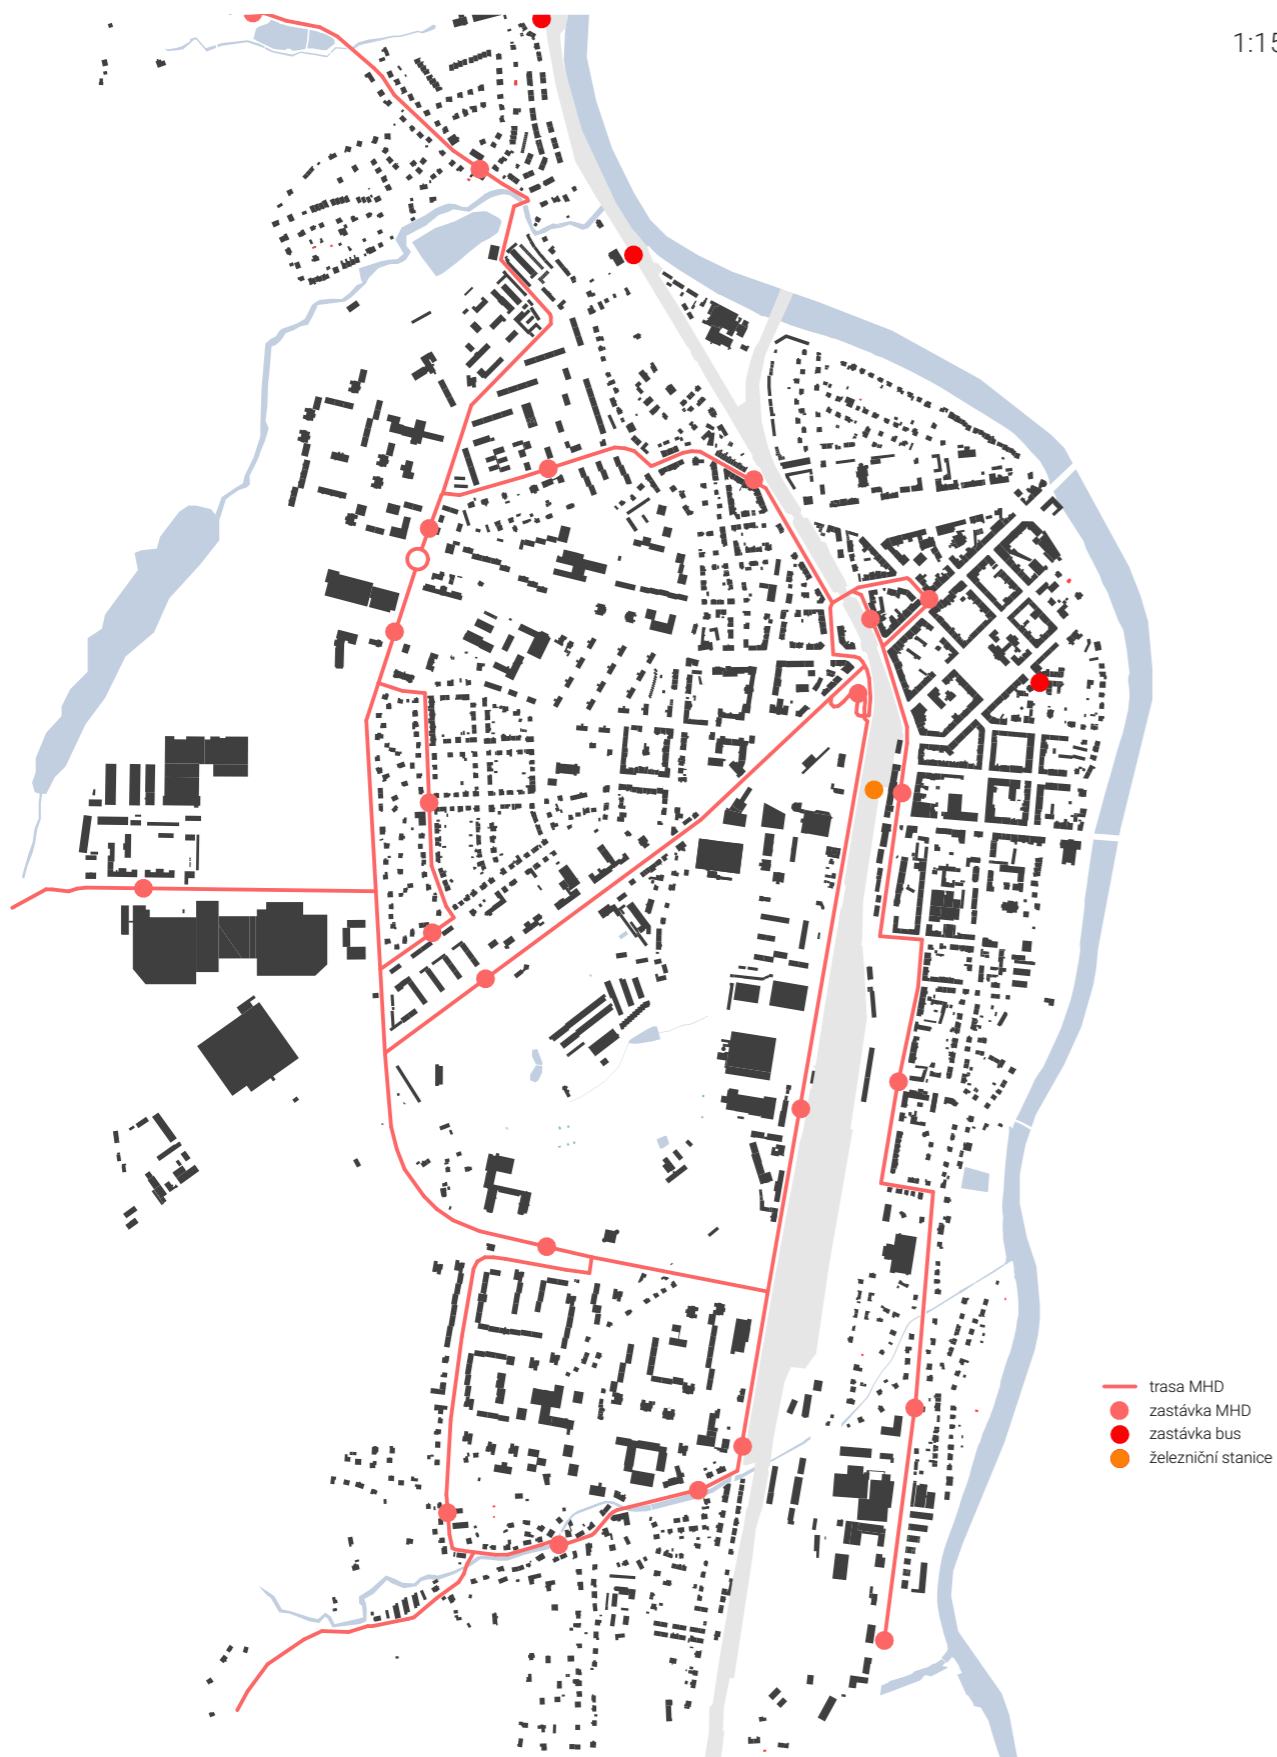 1:15
trasa MHD
zastávka MHD
zastávka bus
železniční stanice